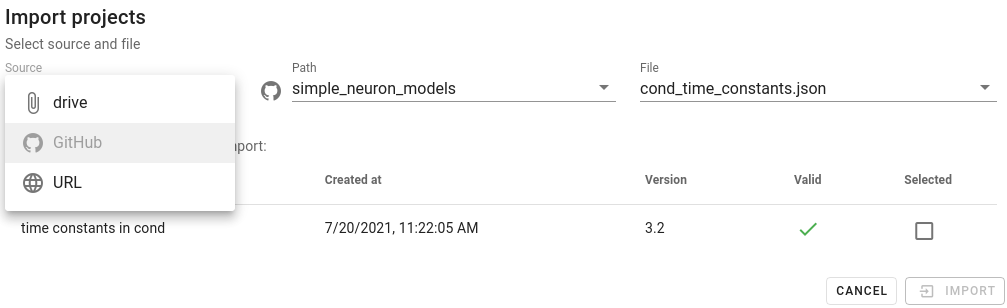 Import projects
Select source and file
Source
Path
File
drive
simple_neuron_models
cond_time_constants.json
GitHub
URL
Created at
Version
Valid
Selected
time constants in cond
7/20/2021, 11:22:05 AM
3.2
CANCEL
IMPORT